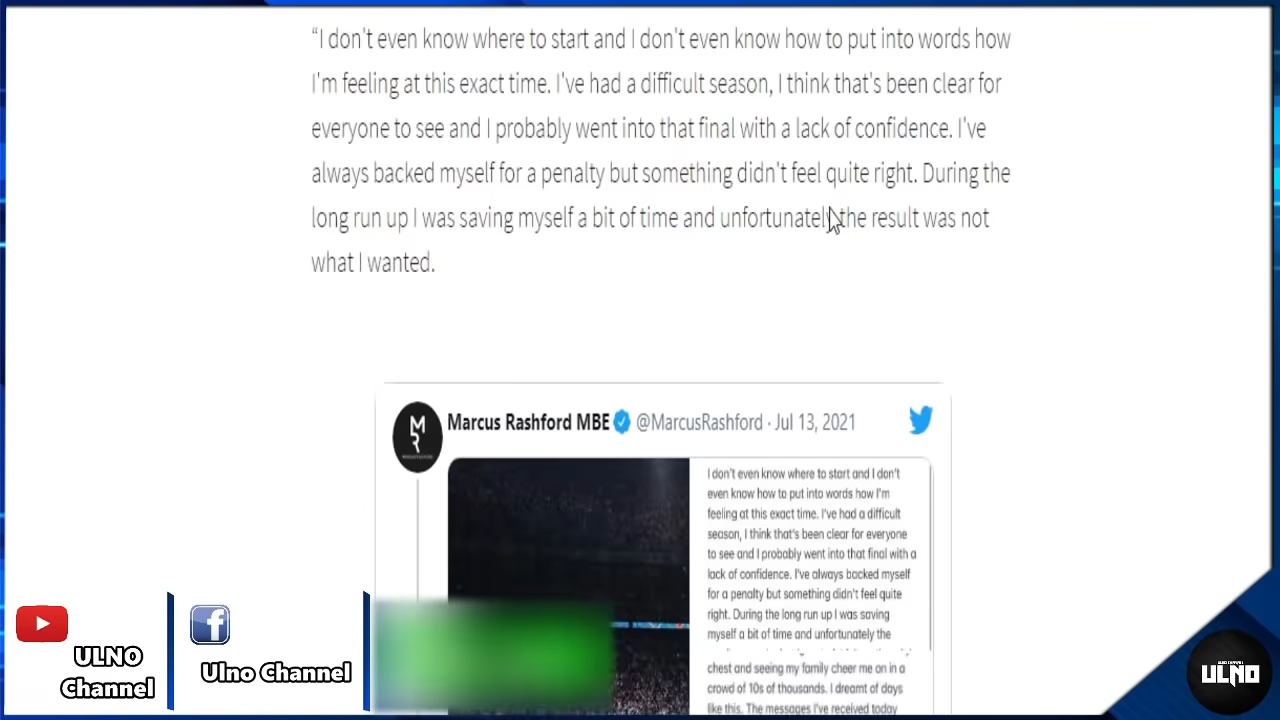 “I don't even know where to start and I don't even know how to put into words how
I'm feeling at this exact time. I've had a difficult season, I think that's been clear for
everyone to see and I probably went into that final with a lack of confidence. I've
always backed myself for a penalty but something didn't feel quite right. During the
long run up I was saving myself a bit of time and unfortunately the result was not
what I wanted.
MR
Marcus Rashford MBE @MarcusRashford · Jul 13, 2021
I don't even know where to start and I don't
even know how to put into words how I'm
feeling at this exact time. I've had a difficult
season, I think that's been clear for everyone
to see and I probably went into that final with a
lack of confidence. I've always backed myself
for a penalty but something didn't feel quite
right. During the long run up I was saving
myself a bit of time and unfortunately the
chest and seeing my family cheer me on in a
crowd of 10s of thousands. I dreamt of days
like this. The messages I've received today
ULNO
Channel
Ulno Channel
ULNO